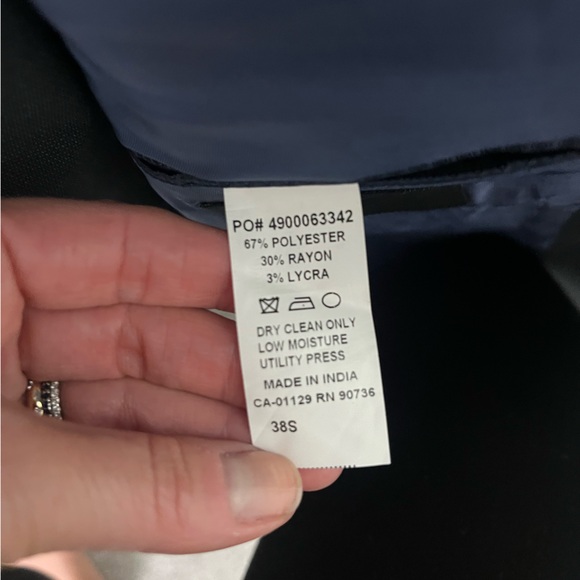 PO# 4900063342
67% POLYESTER
30% RAYON
3% LYCRA
DRY CLEAN ONLY
LOW MOISTURE
UTILITY PRESS
MADE IN INDIA
CA-01129 RN 90736
38S